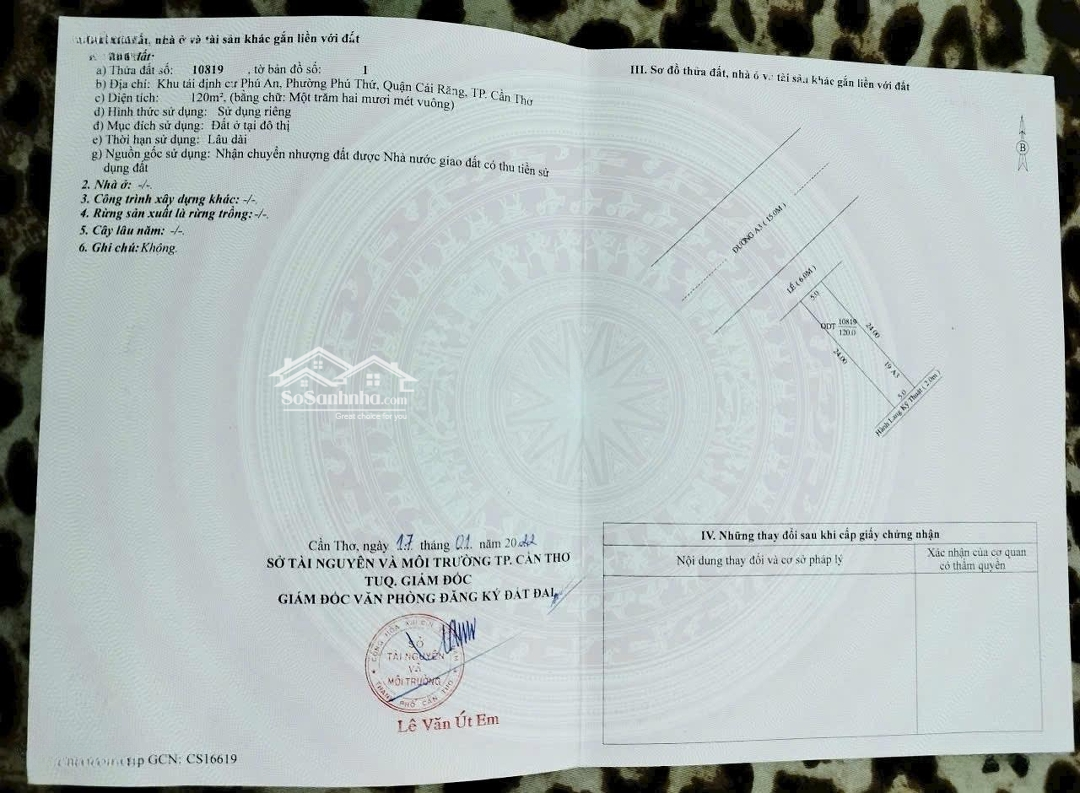 nhà ở và tài sản khác gắn liền với đất
đất:
a) Thửa đất số: 10819 , tờ bản đồ số: 1
b) Địa chỉ: Khu tái định cư Phú An, Phường Phú Thứ, Quận Cái Răng, TP. Cần Thơ
c) Diện tích: 120m², (bằng chữ: Một trăm hai mươi mét vuông)
d) Hình thức sử dụng: Sử dụng riêng
đ) Mục đích sử dụng: Đất ở tại đô thị
e) Thời hạn sử dụng: Lâu dài
g) Nguồn gốc sử dụng: Nhận chuyển nhượng đất được Nhà nước giao đất có thu tiền sử
dụng đất
2. Nhà ở: -/-.
3. Công trình xây dựng khác: -/-.
4. Rừng sản xuất là rừng trồng: -/-.
5. Cây lâu năm: -/-.
6. Ghi chú: Không.
SoSanhnha.com
Great choice for you
Cần Thơ, ngày 17 tháng 01 năm 2022
SỞ TÀI NGUYÊN VÀ MÔI TRƯỜNG TP. CẦN THƠ
TUQ. GIÁM ĐỐC
GIÁM ĐỐC VĂN PHÒNG ĐĂNG KÝ ĐẤT ĐAI
SỞ
TÀI NGUYÊN
VÀ
MÔI TRƯỜNG
THÀNH PHỐ CẦN THƠ
Lê Văn Út Em
GCN: CS16619
III. Sơ đồ thửa đất, nhà ở và tài sản khác gắn liền với đất
B
ĐƯỜNG A3 ( 15.0M )
LỀ ( 6.0M )
5.0
ODT 10819
120.0
24.00
24.00
19 A3
5.0
Hành Lang Kỹ Thuật ( 2.0m )
IV. Những thay đổi sau khi cấp giấy chứng nhận
Nội dung thay đổi và cơ sở pháp lý
Xác nhận của cơ quan
có thẩm quyền